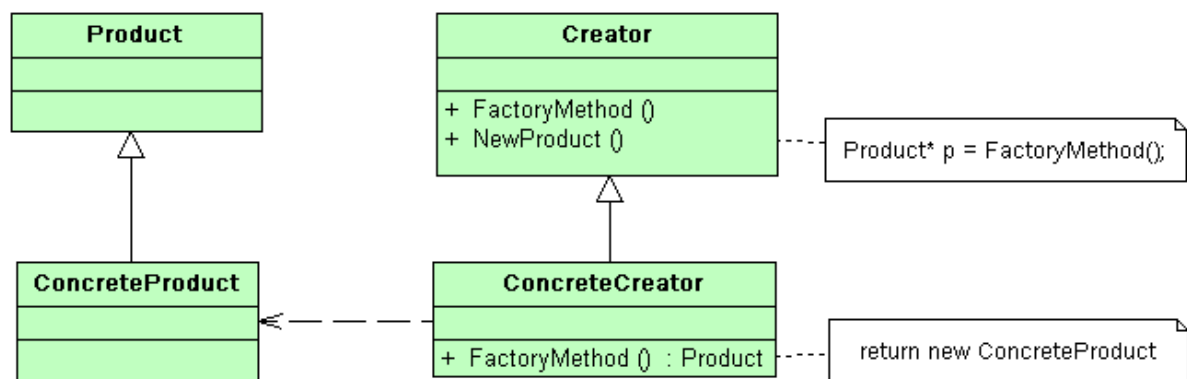 Product
Creator
+ FactoryMethod ()
+ NewProduct ()
Product* p = FactoryMethod();
ConcreteProduct
ConcreteCreator
+ FactoryMethod () : Product
return new ConcreteProduct